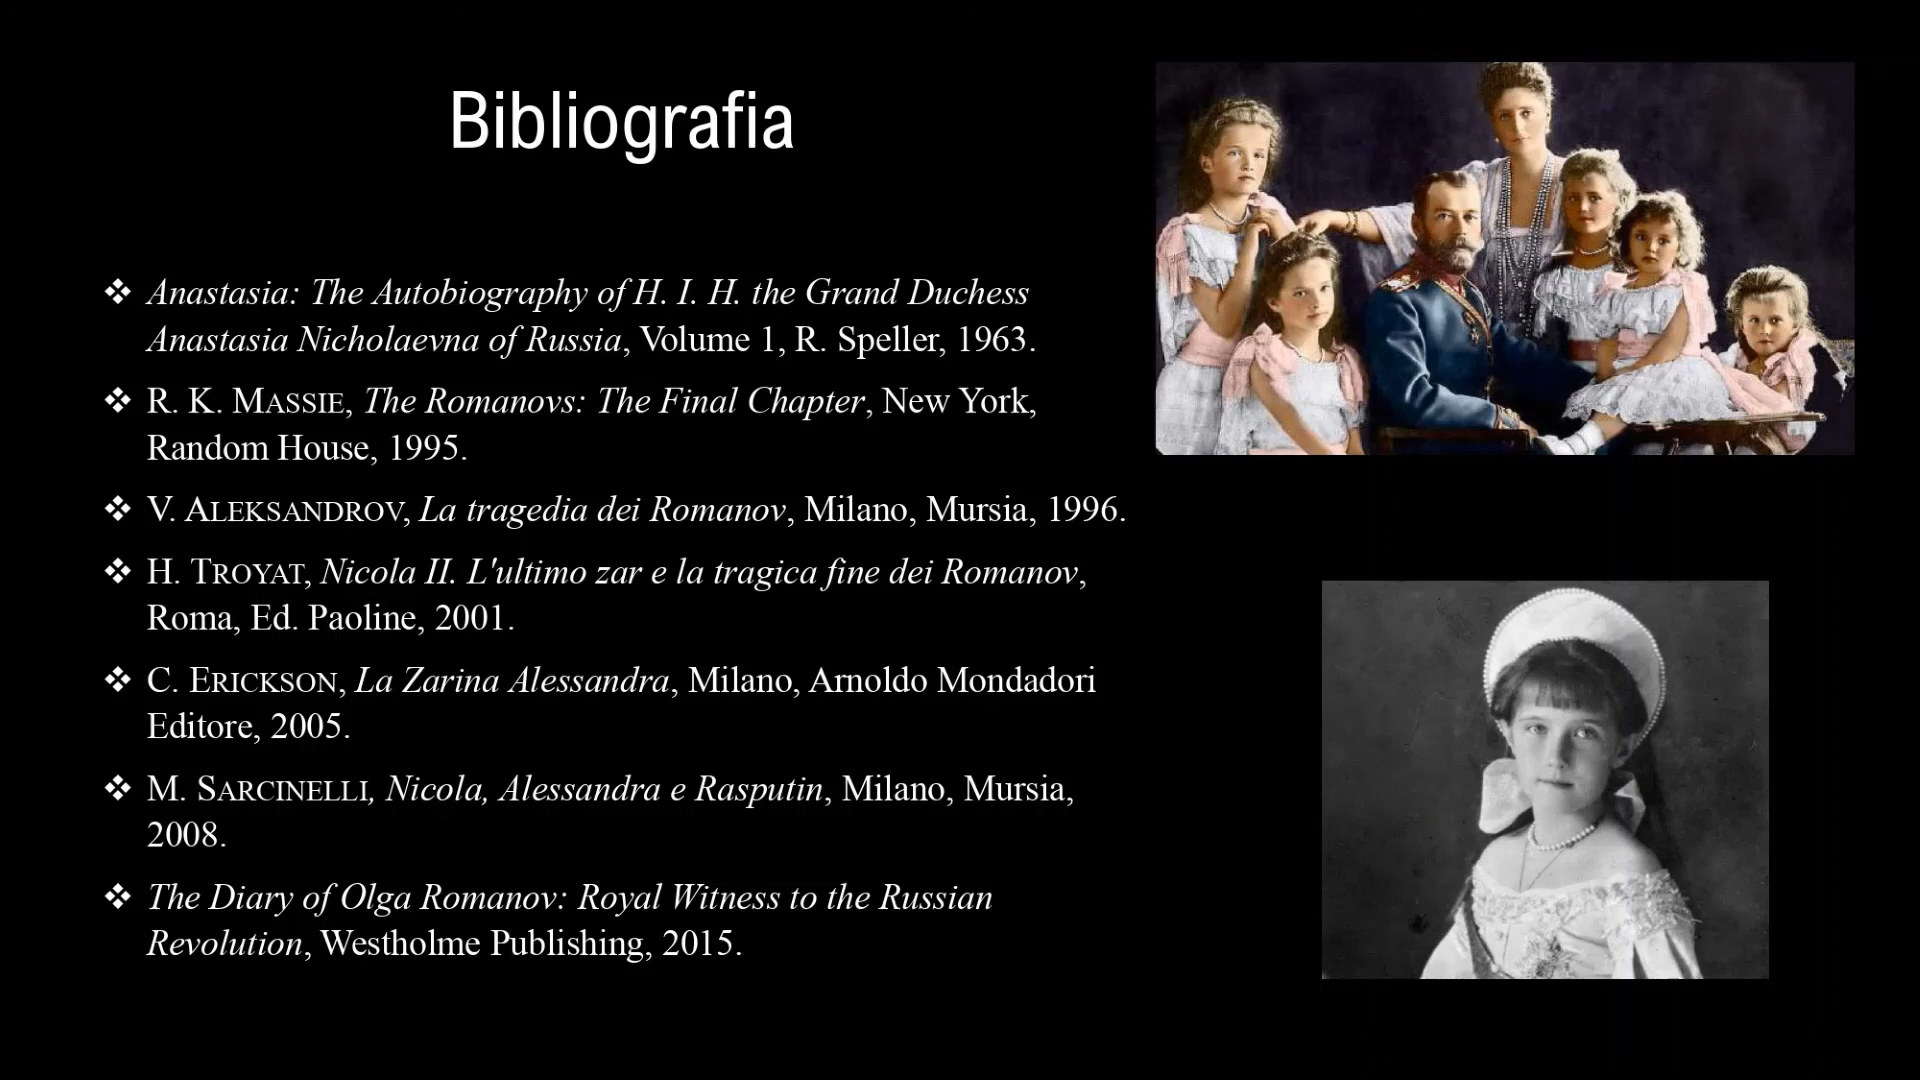 Bibliografia
❖ Anastasia: The Autobiography of H. I. H. the Grand Duchess
Anastasia Nicholaevna of Russia, Volume 1, R. Speller, 1963.
❖ R. K. MASSIE, The Romanovs: The Final Chapter, New York,
Random House, 1995.
❖ V. ALEKSANDROV, La tragedia dei Romanov, Milano, Mursia, 1996.
❖ H. TROYAT, Nicola II. L'ultimo zar e la tragica fine dei Romanov,
Roma, Ed. Paoline, 2001.
❖ C. ERICKSON, La Zarina Alessandra, Milano, Arnoldo Mondadori
Editore, 2005.
❖ M. SARCINELLI, Nicola, Alessandra e Rasputin, Milano, Mursia,
2008.
❖ The Diary of Olga Romanov: Royal Witness to the Russian
Revolution, Westholme Publishing, 2015.